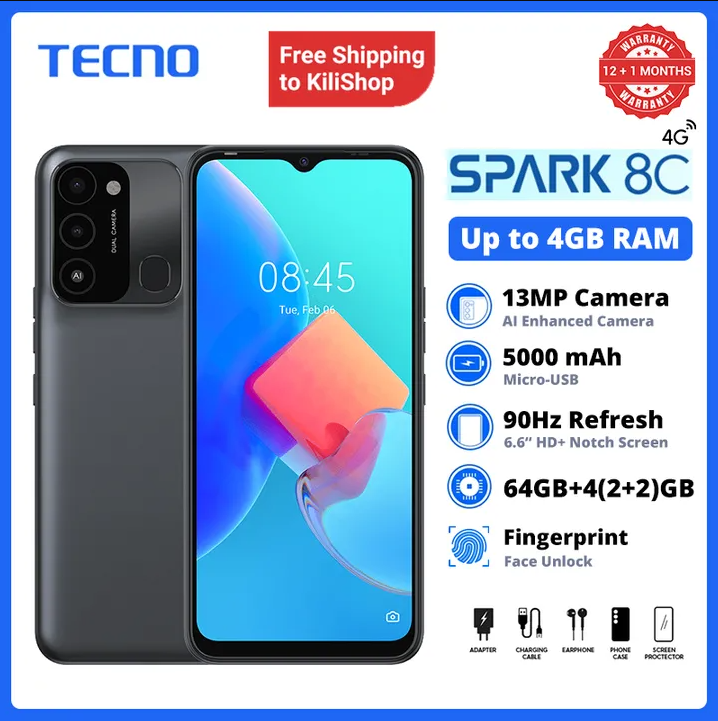 TECNO
Free Shipping
to KiliShop
WARRANTY
12 + 1 MONTHS
WARRANTY
4G
SPARK 8C
Up to 4GB RAM
DUAL CAMERA
AI
08:45
Tue, Feb 06
13MP Camera
AI Enhanced Camera
5000 mAh
Micro-USB
90Hz Refresh
6.6” HD+ Notch Screen
64GB+4(2+2)GB
Fingerprint
Face Unlock
ADAPTER
CHARGING
CABLE
EARPHONE
PHONE
CASE
SCREEN
PROCTECTOR